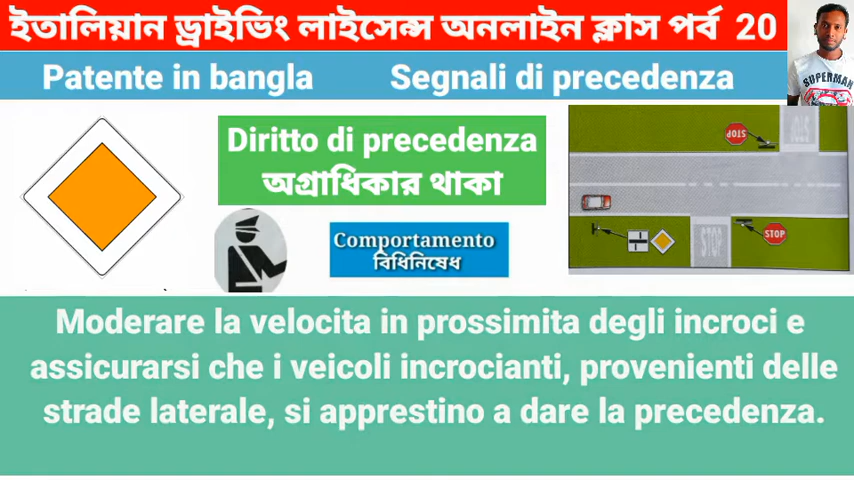 ইতালিয়ান ড্রাইভিং লাইসেন্স অনলাইন ক্লাস পর্ব 20
Patente in bangla
Segnali di precedenza
SUPERMAN
Diritto di precedenza
অগ্রাধিকার থাকা
Comportamento
বিধিনিষেধ
STOP
STOP
STOP
STOP
Moderare la velocita in prossimita degli incroci e
assicurarsi che i veicoli incrocianti, provenienti delle
strade laterale, si apprestino a dare la precedenza.